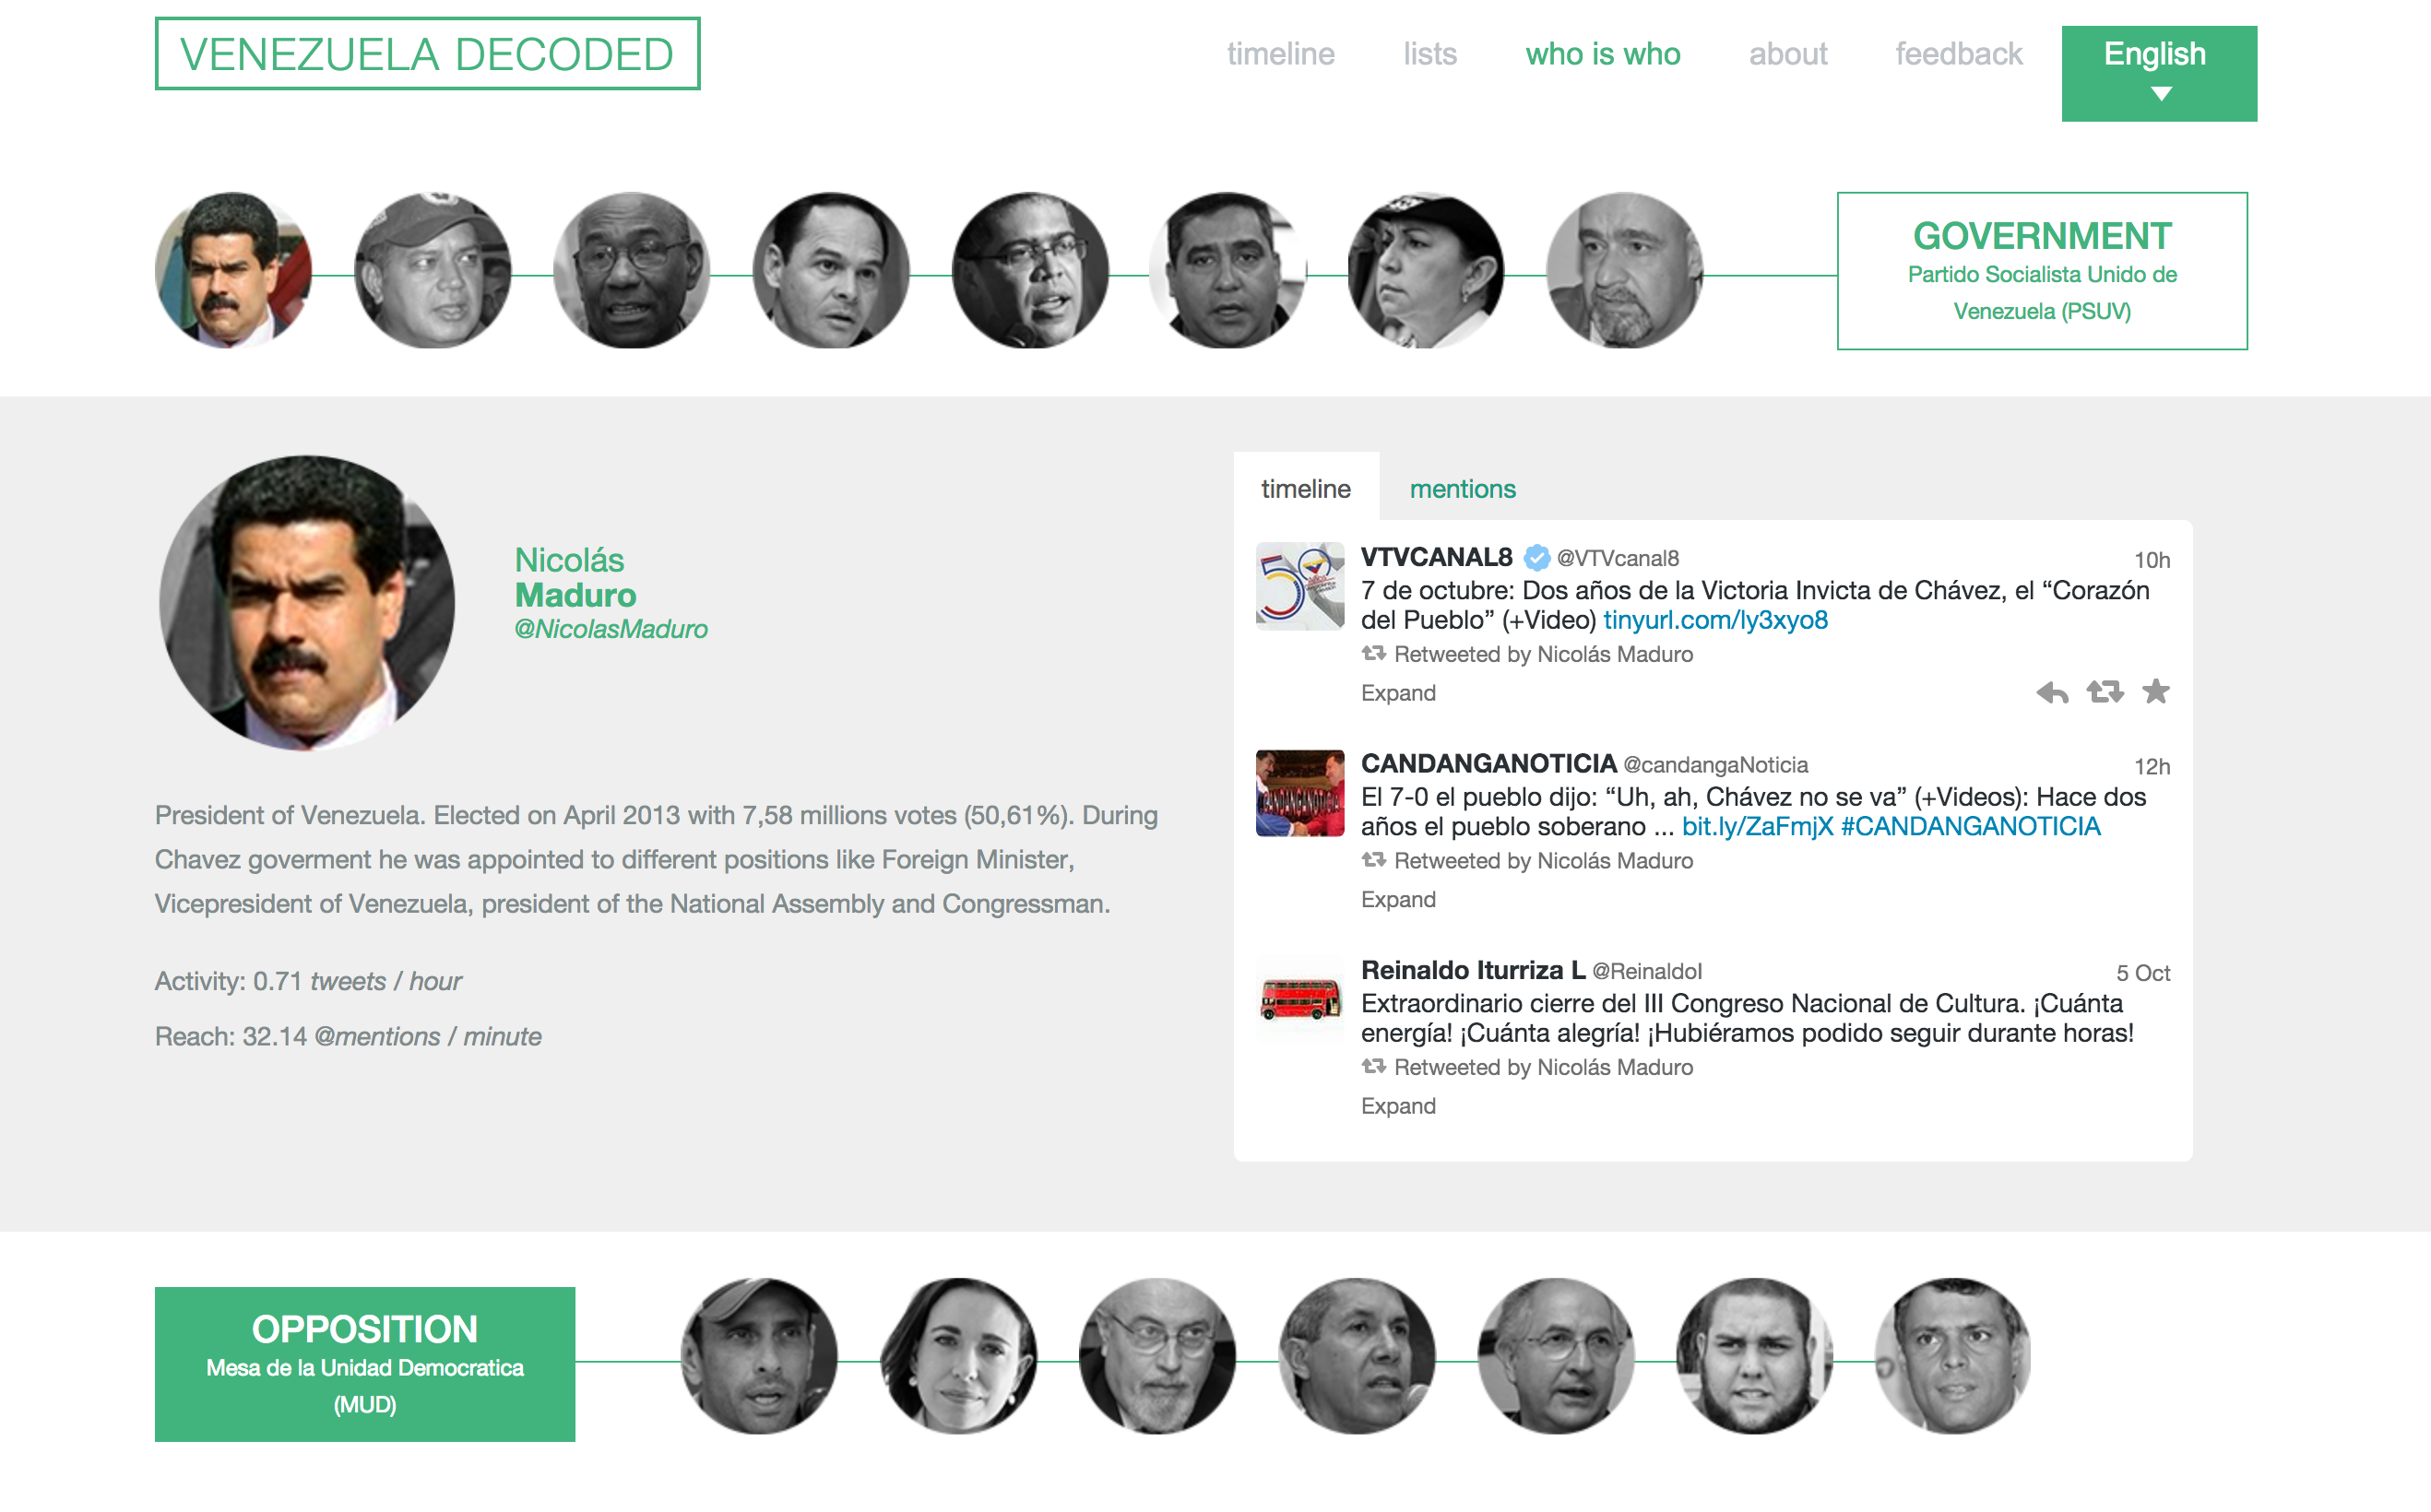 VENEZUELA DECODED
timeline lists who is who about feedback English
GOVERNMENT
Partido Socialista Unido de
Venezuela (PSUV)
Nicolás
Maduro
@NicolasMaduro
President of Venezuela. Elected on April 2013 with 7,58 millions votes (50,61%). During
Chavez goverment he was appointed to different positions like Foreign Minister,
Vicepresident of Venezuela, president of the National Assembly and Congressman.
Activity: 0.71 tweets / hour
Reach: 32.14 @mentions / minute
timeline mentions
VTVCANAL8 @VTVcanal8 10h
7 de octubre: Dos años de la Victoria Invicta de Chávez, el “Corazón
del Pueblo” (+Video) tinyurl.com/ly3xyo8
Retweeted by Nicolás Maduro
Expand
CANDANGANOTICIA
CANDANGANOTICIA @candangaNoticia 12h
El 7-0 el pueblo dijo: “Uh, ah, Chávez no se va” (+Videos): Hace dos
años el pueblo soberano ... bit.ly/ZaFmjX #CANDANGANOTICIA
Retweeted by Nicolás Maduro
Expand
Reinaldo Iturriza L @ReinaldoI 5 Oct
Extraordinario cierre del III Congreso Nacional de Cultura. ¡Cuánta
energía! ¡Cuánta alegría! ¡Hubiéramos podido seguir durante horas!
Retweeted by Nicolás Maduro
Expand
OPPOSITION
Mesa de la Unidad Democratica
(MUD)